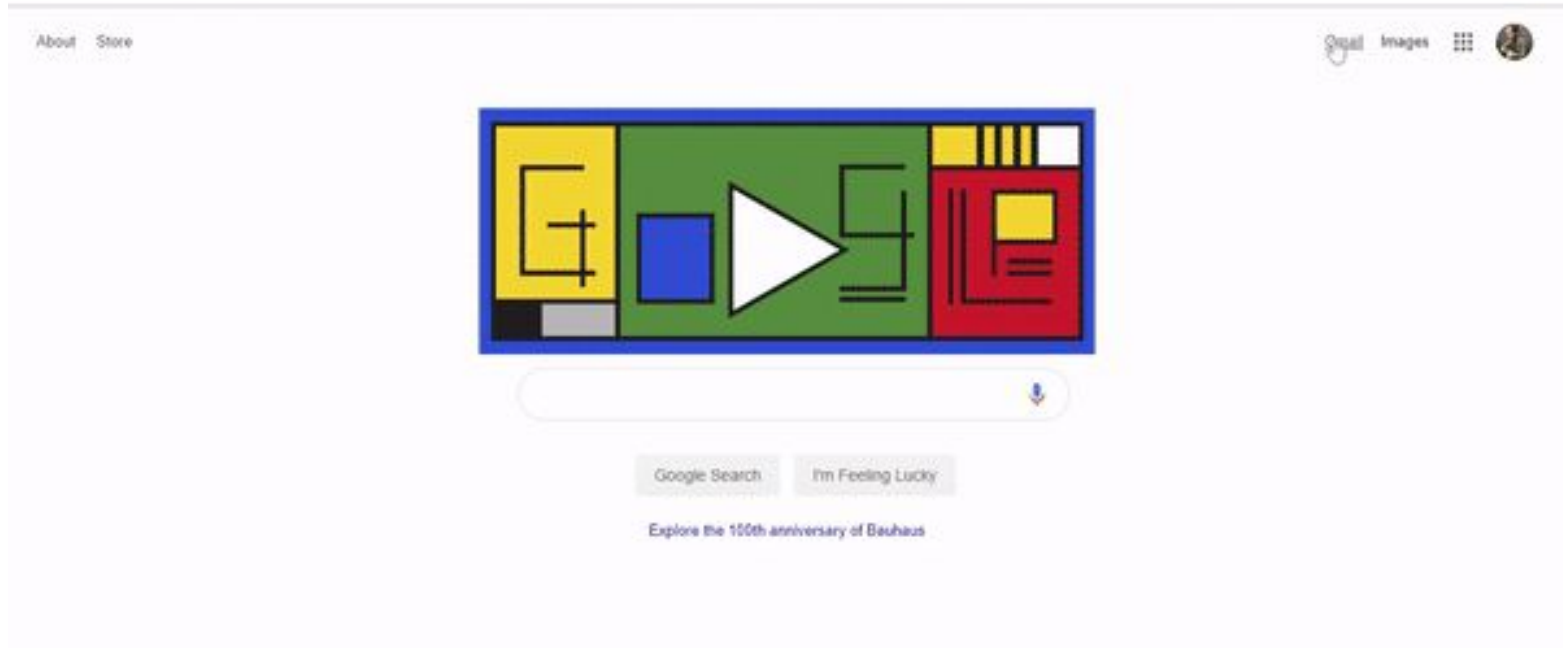 About Store
Gmail Images
Google Search I'm Feeling Lucky
Explore the 100th anniversary of Bauhaus